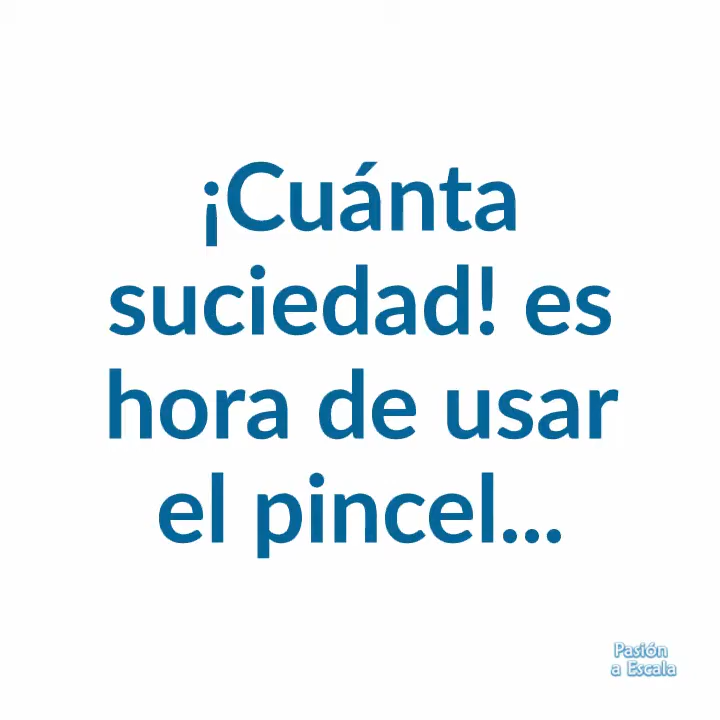 ¡Cuánta
suciedad! es
hora de usar
el pincel...
Pasión
a Escala